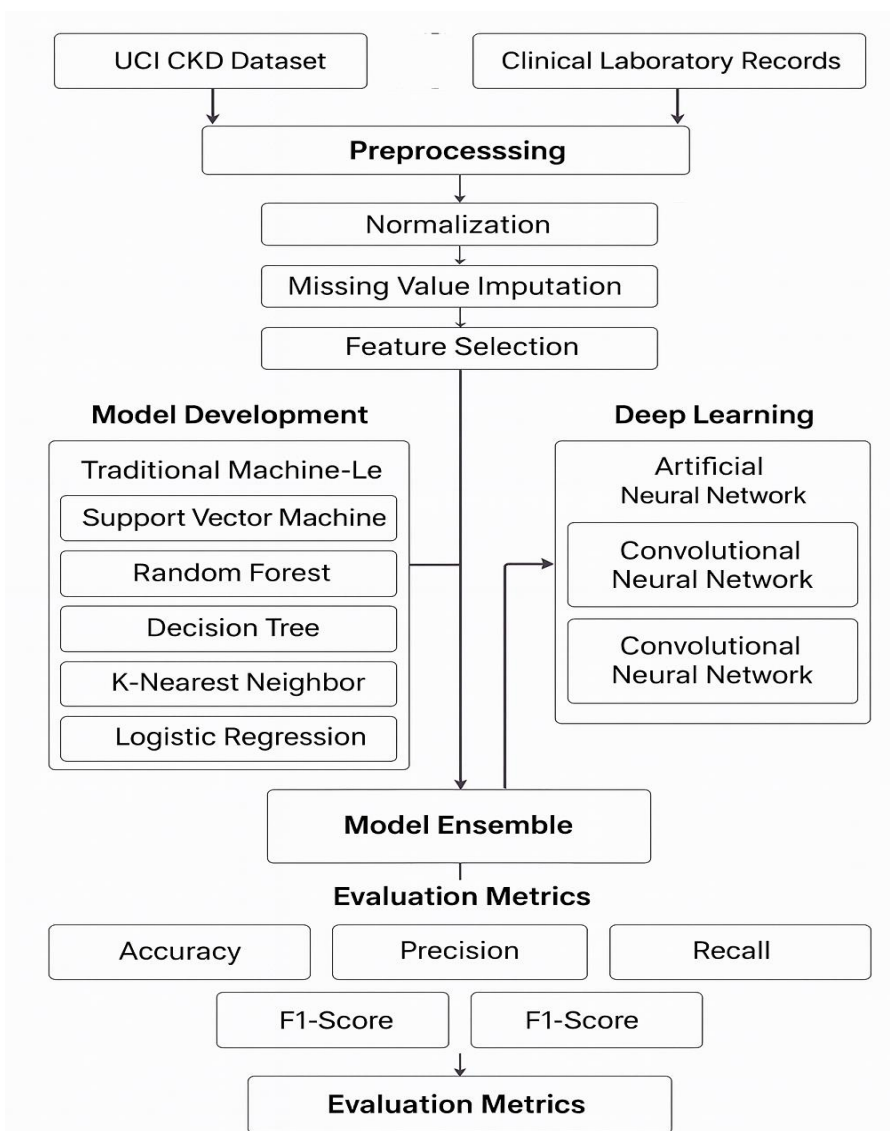 UCI CKD Dataset
Clinical Laboratory Records
Preprocesssing
Normalization
Missing Value Imputation
Feature Selection
Model Development
Traditional Machine-Le
Support Vector Machine
Random Forest
Decision Tree
K-Nearest Neighbor
Logistic Regression
Deep Learning
Artificial
Neural Network
Convolutional
Neural Network
Convolutional
Neural Network
Model Ensemble
Evaluation Metrics
Accuracy
Precision
Recall
F1-Score
F1-Score
Evaluation Metrics